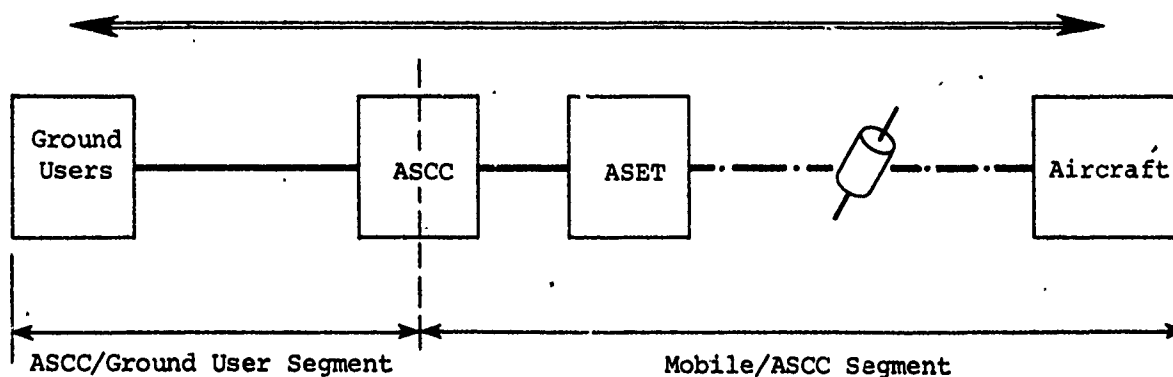 Ground
Users
ASCC
ASET
Aircraft
ASCC/Ground User Segment
Mobile/ASCC Segment